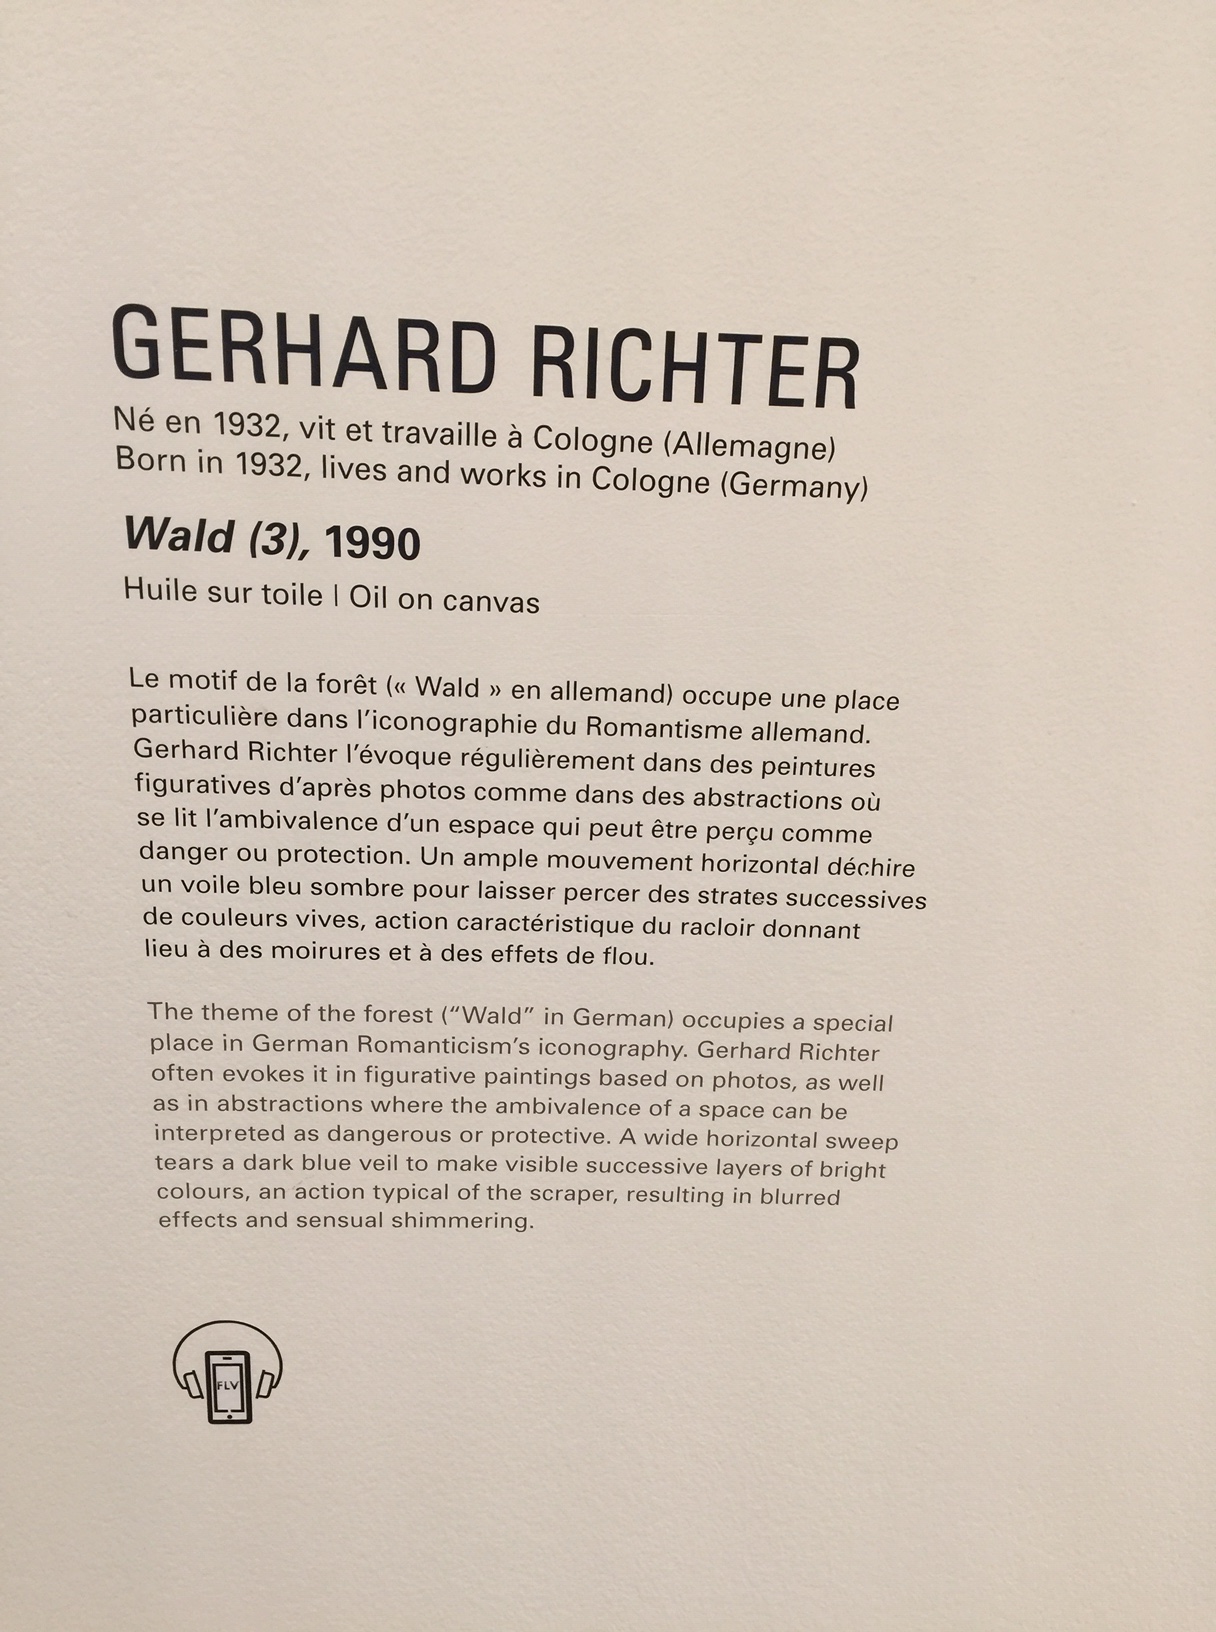 GERHARD RICHTER
Né en 1932, vit et travaille à Cologne (Allemagne)
Born in 1932, lives and works in Cologne (Germany)
Wald (3), 1990
Huile sur toile | Oil on canvas
Le motif de la forêt (« Wald » en allemand) occupe une place
particulière dans l'iconographie du Romantisme allemand.
Gerhard Richter l'évoque régulièrement dans des peintures
figuratives d'après photos comme dans des abstractions où
se lit l'ambivalence d'un espace qui peut être perçu comme
danger ou protection. Un ample mouvement horizontal déchire
un voile bleu sombre pour laisser percer des strates successives
de couleurs vives, action caractéristique du racloir donnant
lieu à des moirures et à des effets de flou.
The theme of the forest (“Wald” in German) occupies a special
place in German Romanticism's iconography. Gerhard Richter
often evokes it in figurative paintings based on photos, as well
as in abstractions where the ambivalence of a space can be
interpreted as dangerous or protective. A wide horizontal sweep
tears a dark blue veil to make visible successive layers of bright
colours, an action typical of the scraper, resulting in blurred
effects and sensual shimmering.
FLV